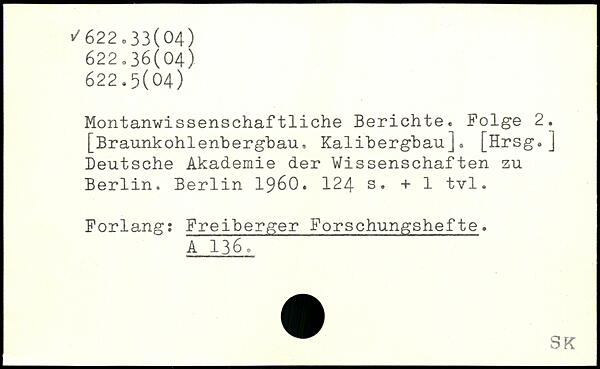 ✓622.33(04)
622.36(04)
622.5(04)
Montanwissenschaftliche Berichte. Folge 2.
[Braunkohlenbergbau. Kalibergbau]. [Hrsg.]
Deutsche Akademie der Wissenschaften zu
Berlin. Berlin 1960. 124 s. + 1 tvl.
Forlang: Freiberger Forschungshefte.
A 136.
SK